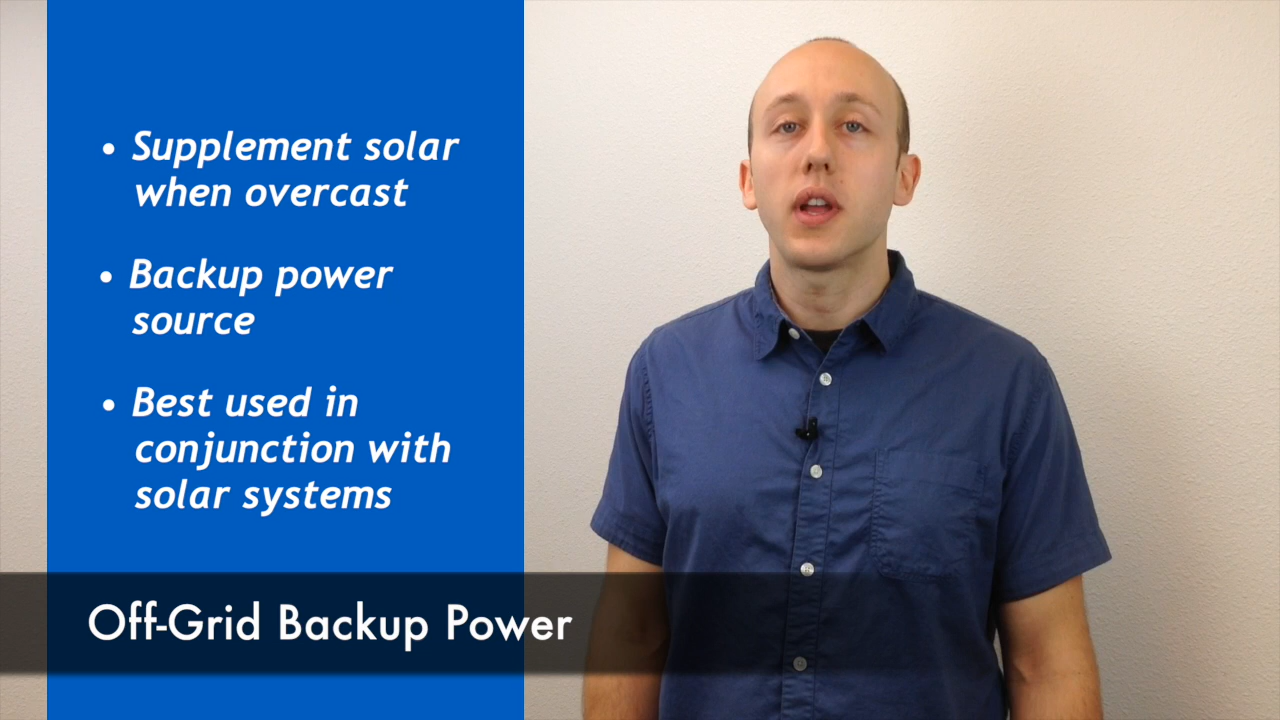 • Supplement solar
when overcast
• Backup power
source
• Best used in
conjunction with
solar systems
Off-Grid Backup Power